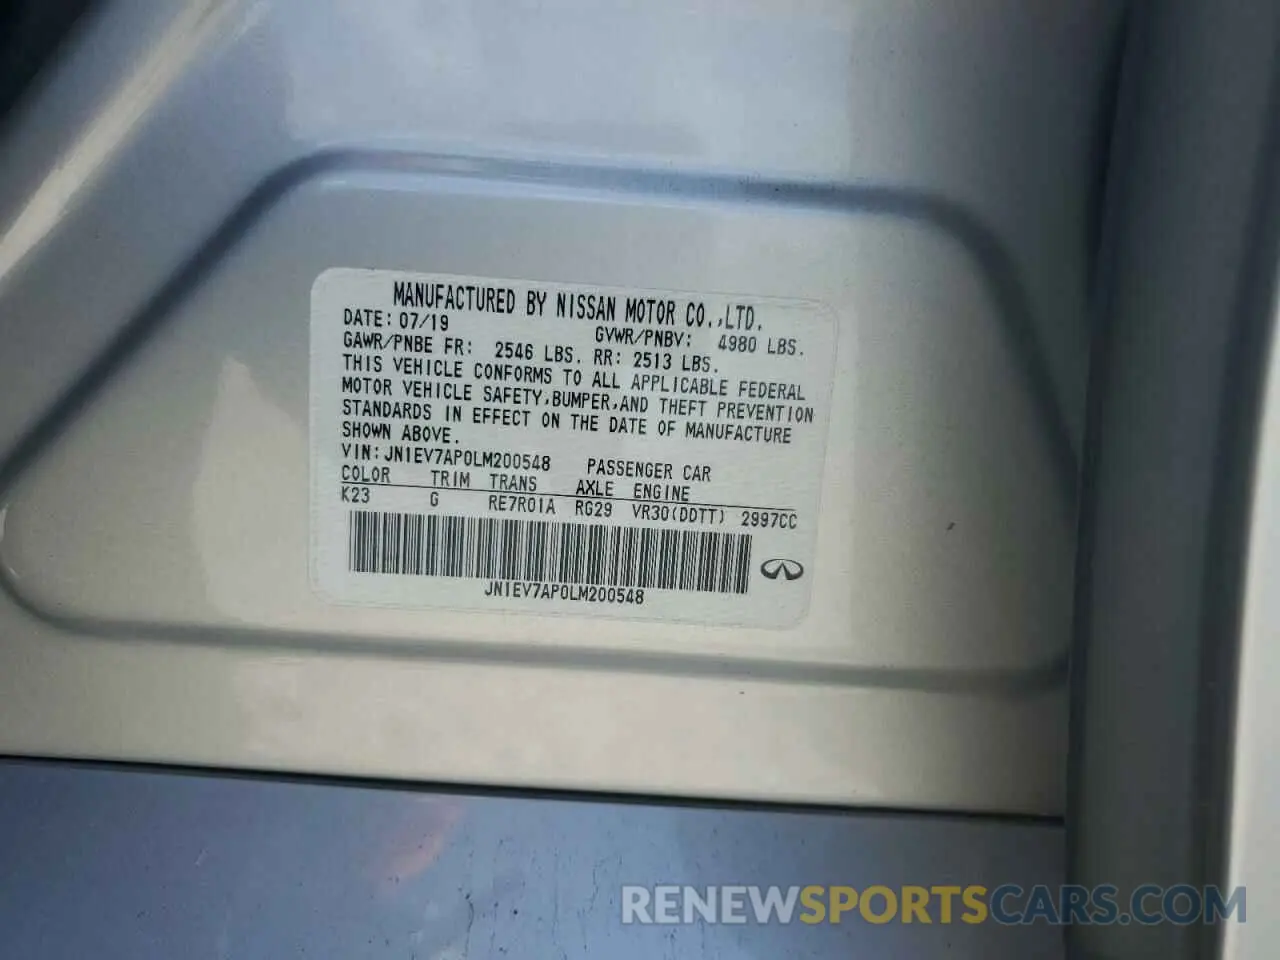 MANUFACTURED BY NISSAN MOTOR CO.,LTD.
DATE: 07/19 GVWR/PNBV: 4980 LBS.
GAWR/PNBE FR: 2546 LBS. RR: 2513 LBS.
THIS VEHICLE CONFORMS TO ALL APPLICABLE FEDERAL
MOTOR VEHICLE SAFETY,BUMPER,AND THEFT PREVENTION
STANDARDS IN EFFECT ON THE DATE OF MANUFACTURE
SHOWN ABOVE.
VIN:JN1EV7AP0LM200548 PASSENGER CAR
COLOR TRIM TRANS AXLE ENGINE
K23 G RE7R01A RG29 VR30(DDTT) 2997CC
JN1EV7AP0LM200548
RENEWSPORTSCARS.COM